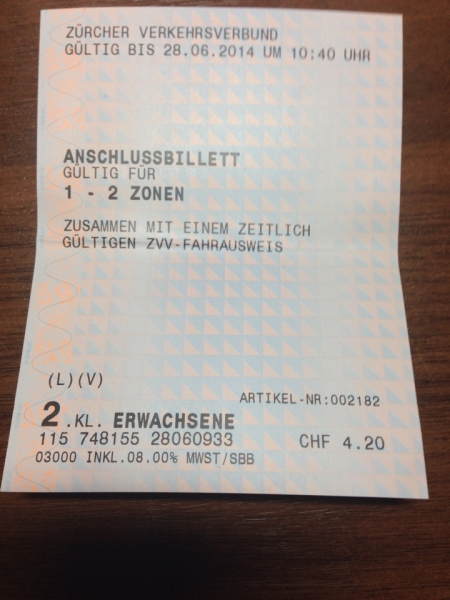 ZÜRCHER VERKEHRSVERBUND
GÜLTIG BIS 28.06.2014 UM 10:40 UHR
ANSCHLUSSBILLETT
GÜLTIG FÜR
1 - 2 ZONEN
ZUSAMMEN MIT EINEM ZEITLICH
GÜLTIGEN ZVV-FAHRAUSWEIS
(L)(V)
ARTIKEL-NR:002182
2.KL. ERWACHSENE
115 748155 28060933 CHF 4.20
03000 INKL.08.00% MWST/SBB